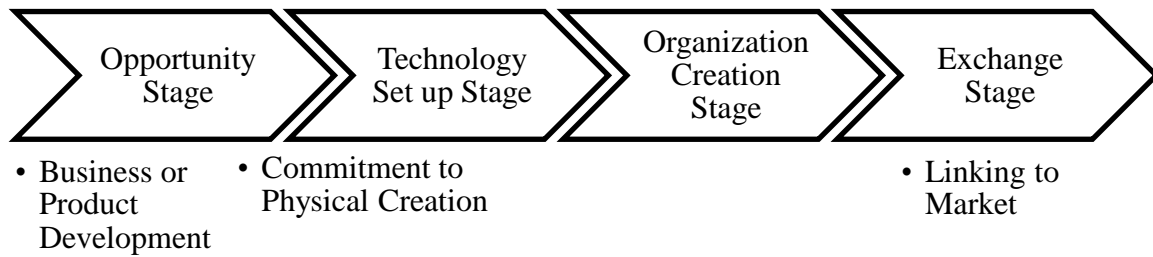 Opportunity
Stage
Technology
Set up Stage
Organization
Creation
Stage
Exchange
Stage
• Business or
Product
Development
• Commitment to
Physical Creation
• Linking to
Market